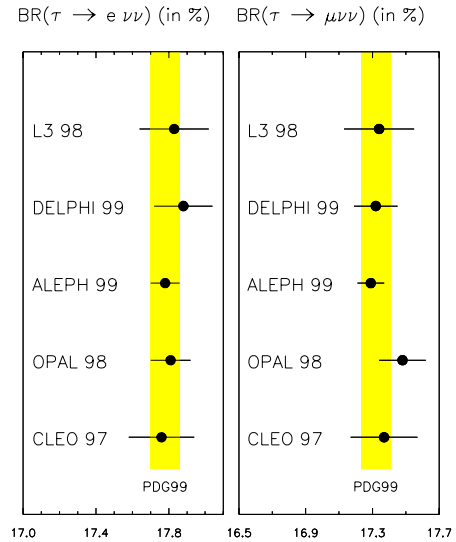 BR(τ → e νν) (in %)
BR(τ → μνν) (in %)
L3 98
DELPHI 99
ALEPH 99
OPAL 98
CLEO 97
PDG99
17.0 17.4 17.8
L3 98
DELPHI 99
ALEPH 99
OPAL 98
CLEO 97
PDG99
16.5 16.9 17.3 17.7